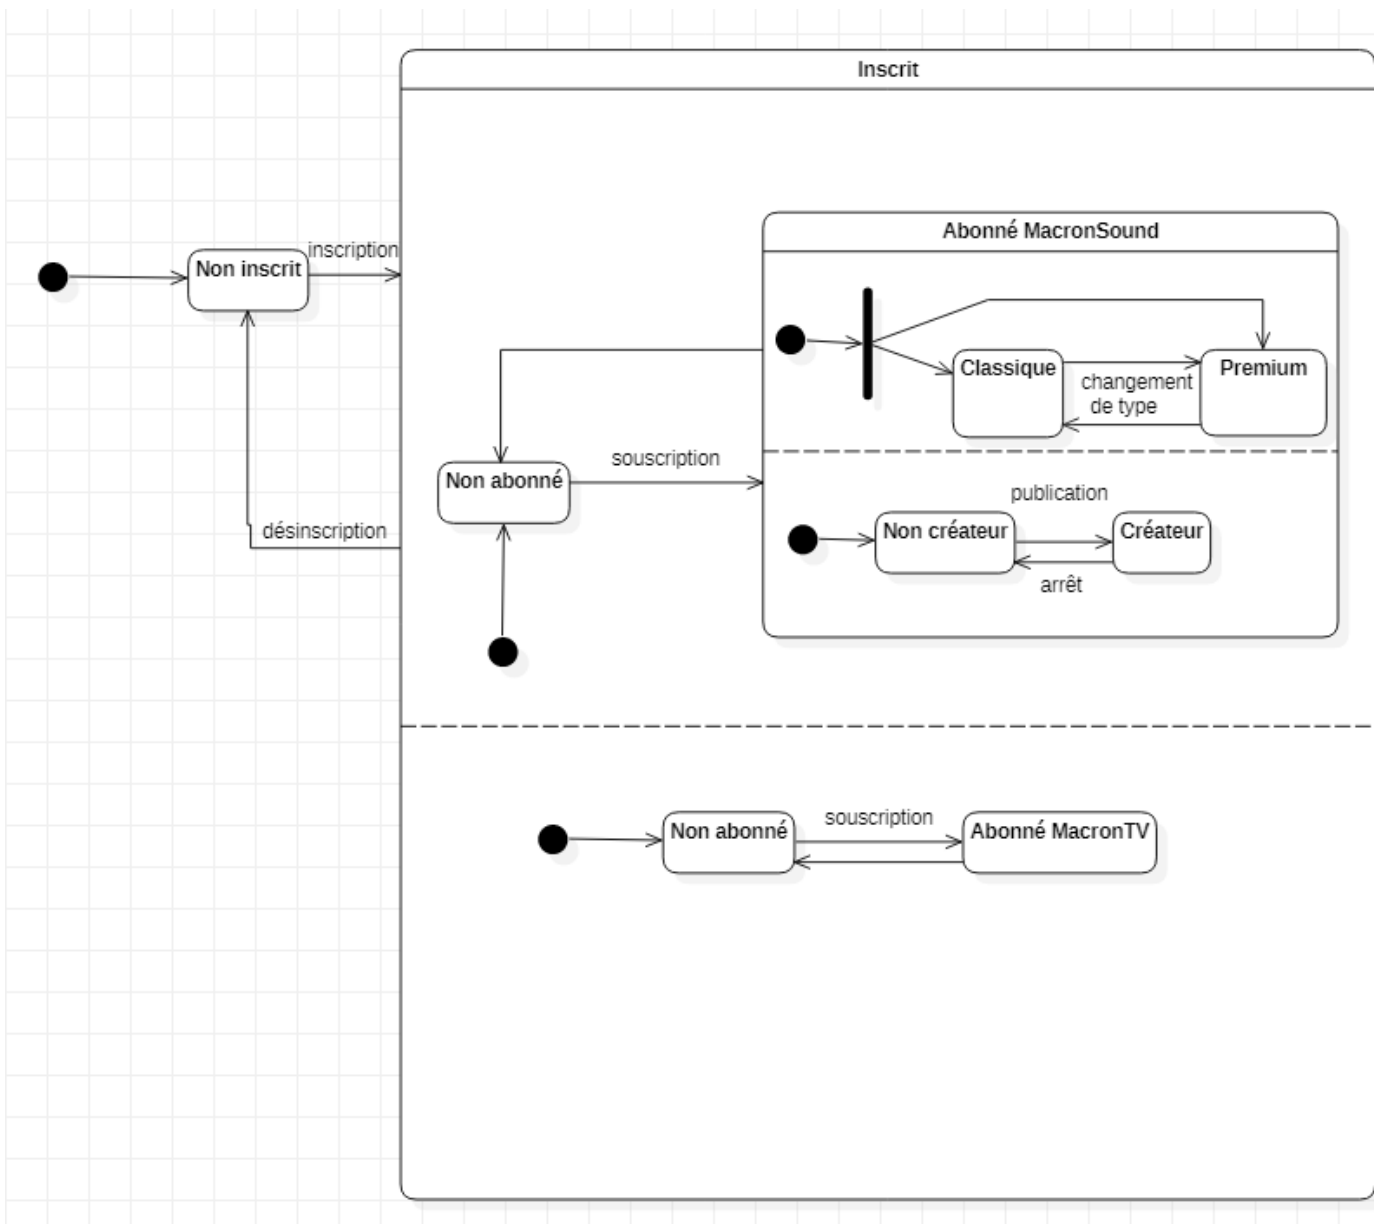 Inscrit
Abonné MacronSound
inscription
Non inscrit
Classique
Premium
changement
de type
souscription
Non abonné
publication
désinscription
Non créateur
Créateur
arrêt
souscription
Non abonné
Abonné MacronTV